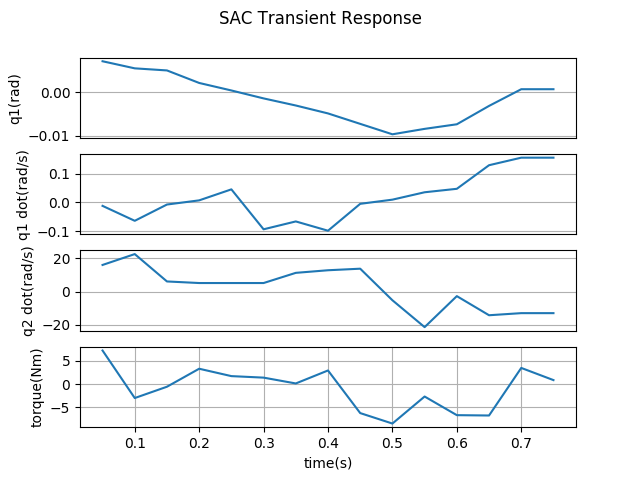 SAC Transient Response
q1(rad)
0.00
−0.01
q1 dot(rad/s)
0.1
0.0
−0.1
q2 dot(rad/s)
20
0
−20
torque(Nm)
5
0
−5
0.1 0.2 0.3 0.4 0.5 0.6 0.7
time(s)